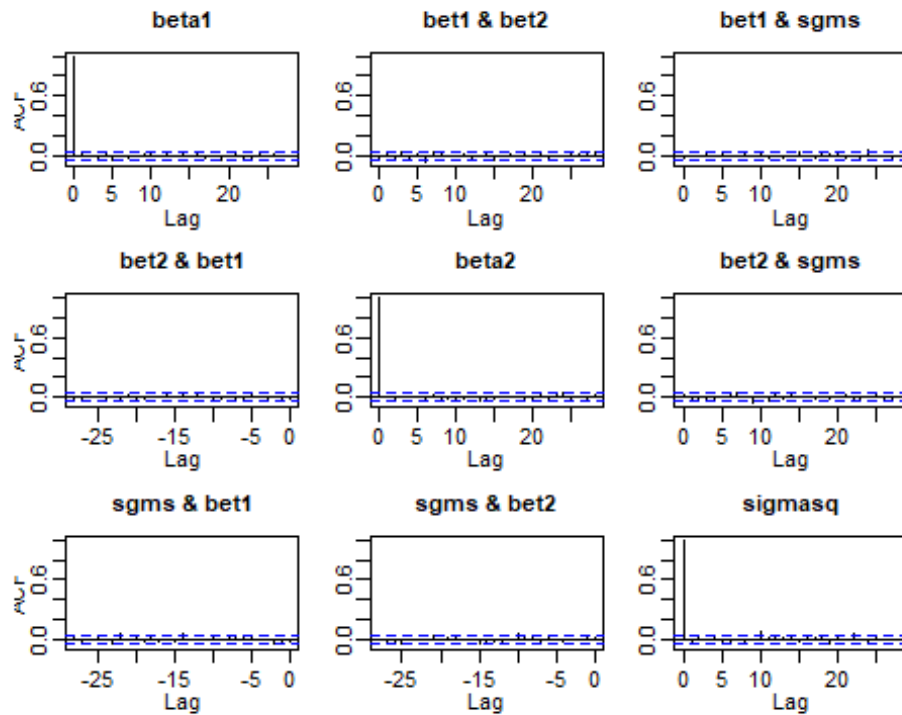 beta1 bet1 & bet2 bet1 & sgms
0.0 0.6 0.0 0.6 0.0 0.6
0 5 10 20 0 5 10 20 0 5 10 20
Lag Lag Lag
bet2 & bet1 beta2 bet2 & sgms
0.0 0.6 0.0 0.6 0.0 0.6
-25 -15 -5 0 0 5 10 20 0 5 10 20
Lag Lag Lag
sgms & bet1 sgms & bet2 sigmasq
0.0 0.6 0.0 0.6 0.0 0.6
-25 -15 -5 0 -25 -15 -5 0 0 5 10 20
Lag Lag Lag